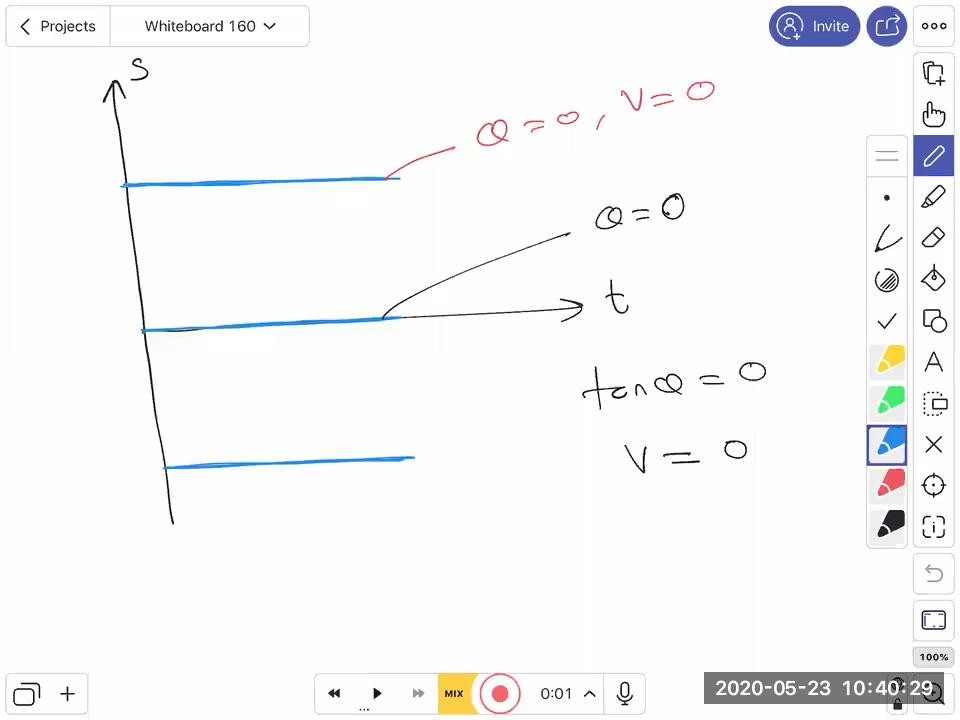 Projects
Whiteboard 160
Invite
S
θ = 0, V = 0
θ = 0
t
tan θ = 0
V = 0
A
100%
MIX
0:01
2020-05-23 10:40:29